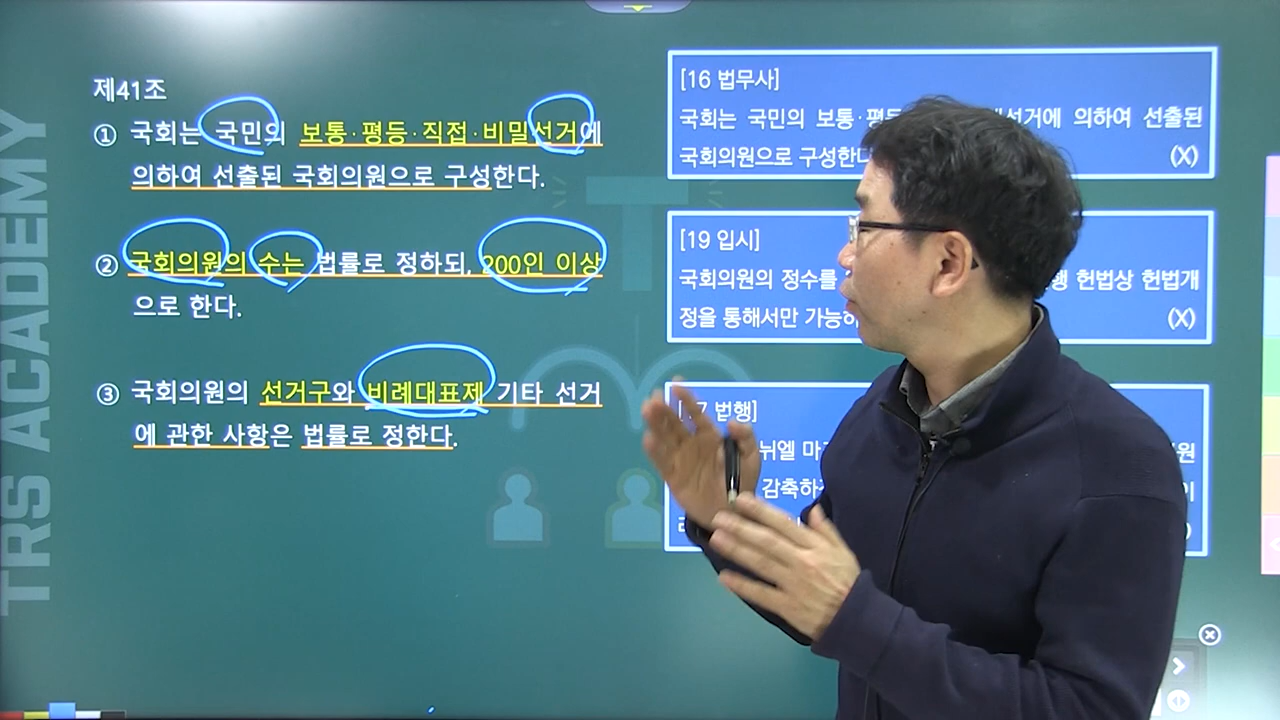 TRS ACADEMY
제41조
① 국회는 국민의 보통·평등·직접·비밀선거에
의하여 선출된 국회의원으로 구성한다.
② 국회의원의 수는 법률로 정하되, 200인 이상
으로 한다.
③ 국회의원의 선거구와 비례대표제 기타 선거
에 관한 사항은 법률로 정한다.
[16 법무사]
국회는 국민의 보통·평등 선거에 의하여 선출된
국회의원으로 구성한다 (X)
[19 입시]
국회의원의 정수를 헌법상 헌법개
정을 통해서만 가능하 (X)
법행]
뉘엘 마
감축하